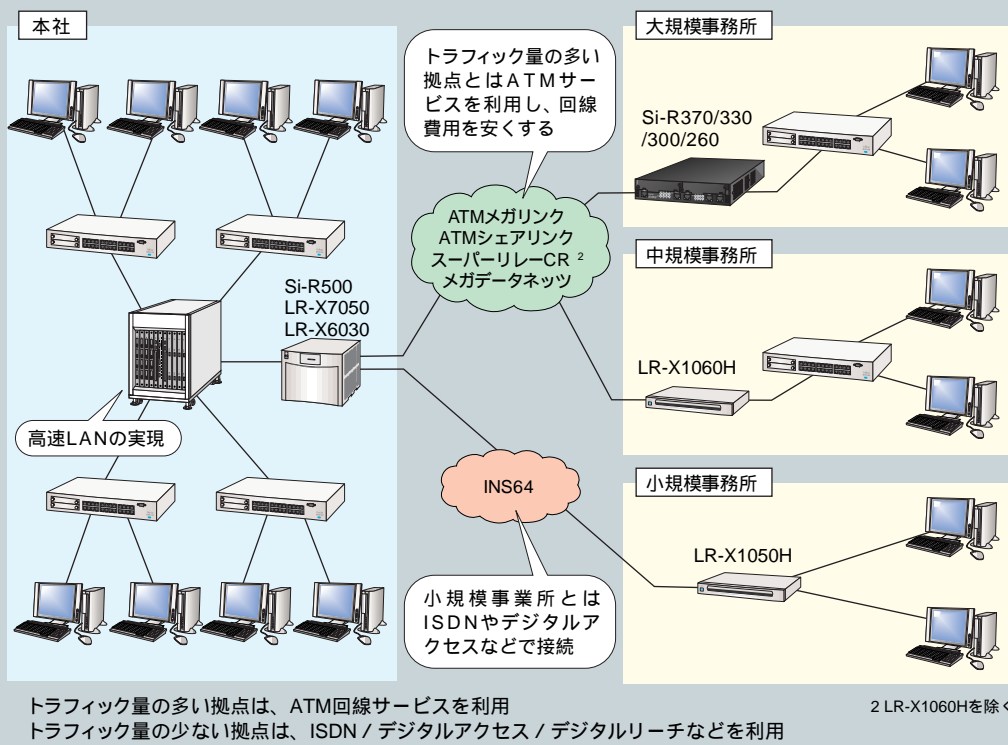 本社
トラフィック量の多い
拠点とはATMサー
ビスを利用し、回線
費用を安くする
大規模事務所
Si-R370/330
/300/260
ATMメガリンク
ATMシェアリンク
スーパーリレーCR 2
メガデータネッツ
中規模事務所
Si-R500
LR-X7050
LR-X6030
LR-X1060H
高速LANの実現
INS64
小規模事務所
LR-X1050H
小規模事業所とは
ISDNやデジタルア
クセスなどで接続
トラフィック量の多い拠点は、ATM回線サービスを利用
2 LR-X1060Hを除く
トラフィック量の少ない拠点は、ISDN / デジタルアクセス / デジタルリーチなどを利用